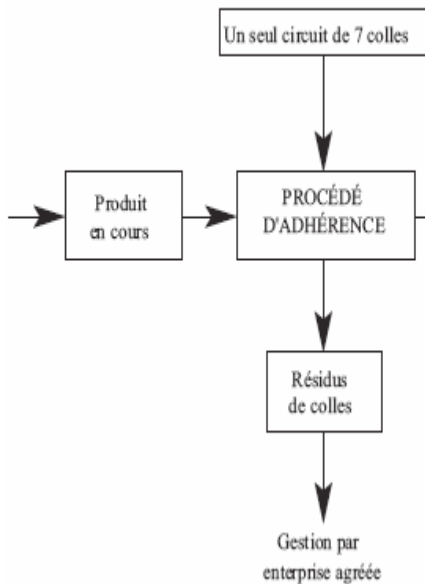 Un seul circuit de 7 colles
Produit
en cours
PROCÉDÉ
D'ADHÉRENCE
Résidus
de colles
Gestion par
enterprise agréée